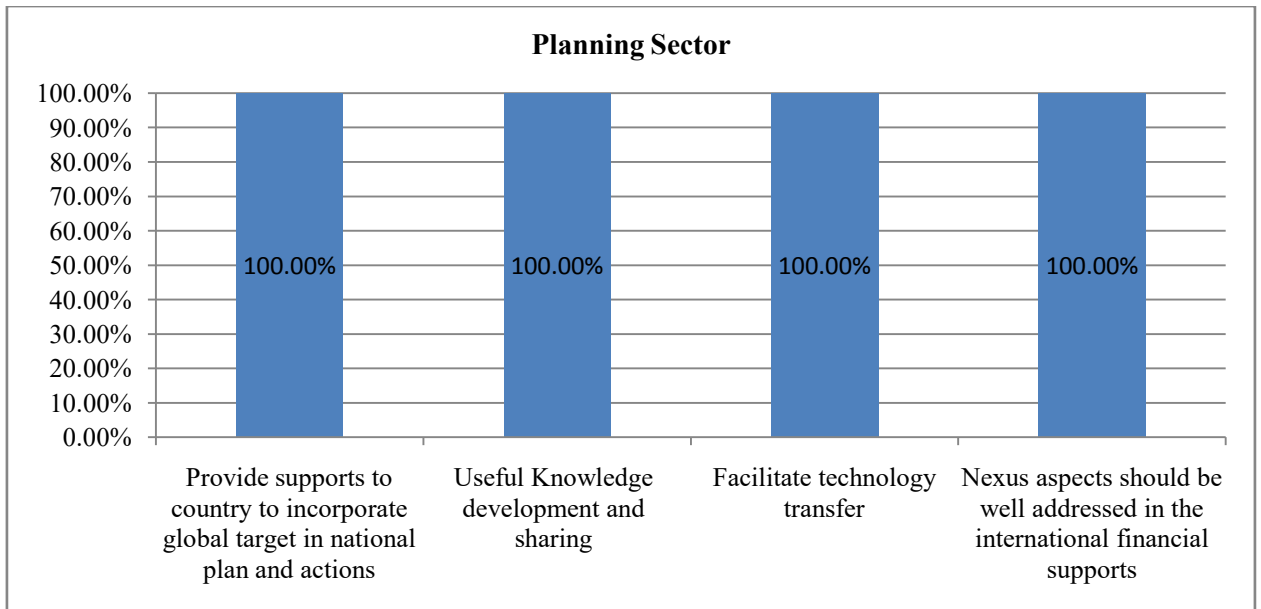 Planning Sector
100.00%
90.00%
80.00%
70.00%
60.00%
50.00%
40.00%
30.00%
20.00%
10.00%
0.00%
100.00%
100.00%
100.00%
100.00%
Provide supports to
country to incorporate
global target in national
plan and actions
Useful Knowledge
development and
sharing
Facilitate technology
transfer
Nexus aspects should be
well addressed in the
international financial
supports